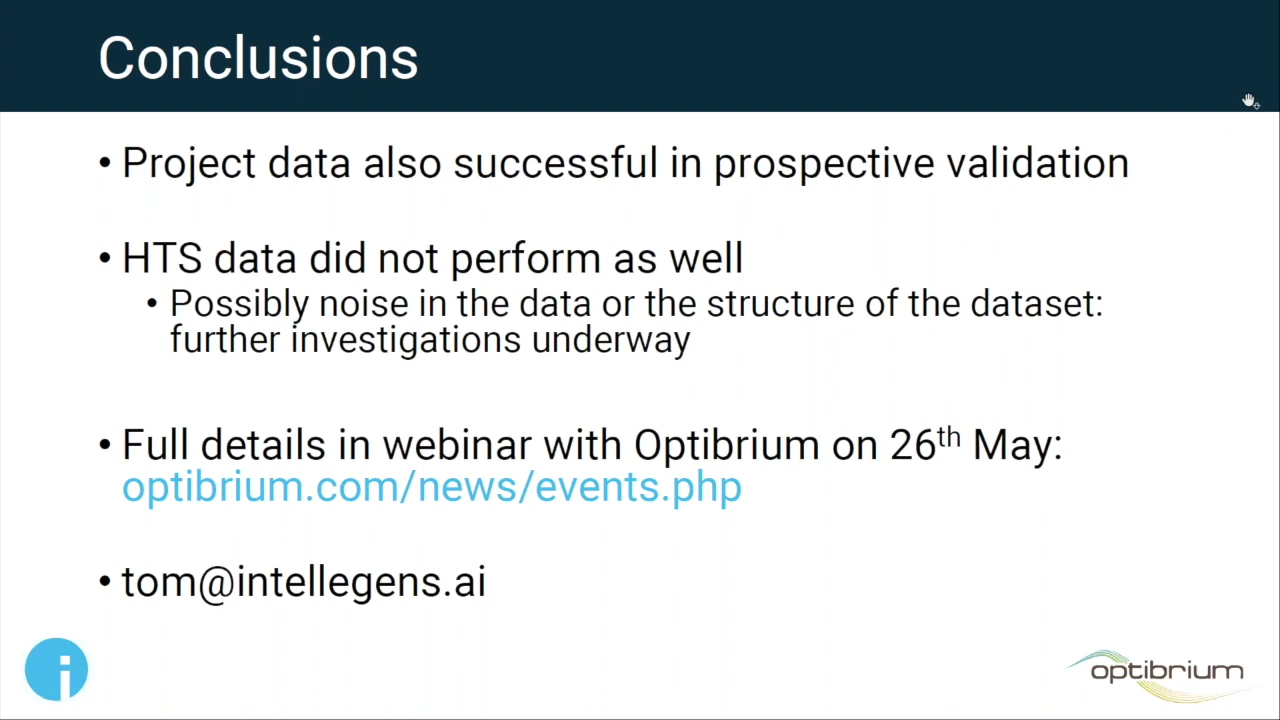 Conclusions
• Project data also successful in prospective validation
• HTS data did not perform as well
• Possibly noise in the data or the structure of the dataset:
further investigations underway
• Full details in webinar with Optibrium on 26th May:
optibrium.com/news/events.php
• tom@intellegens.ai
i
optibrium